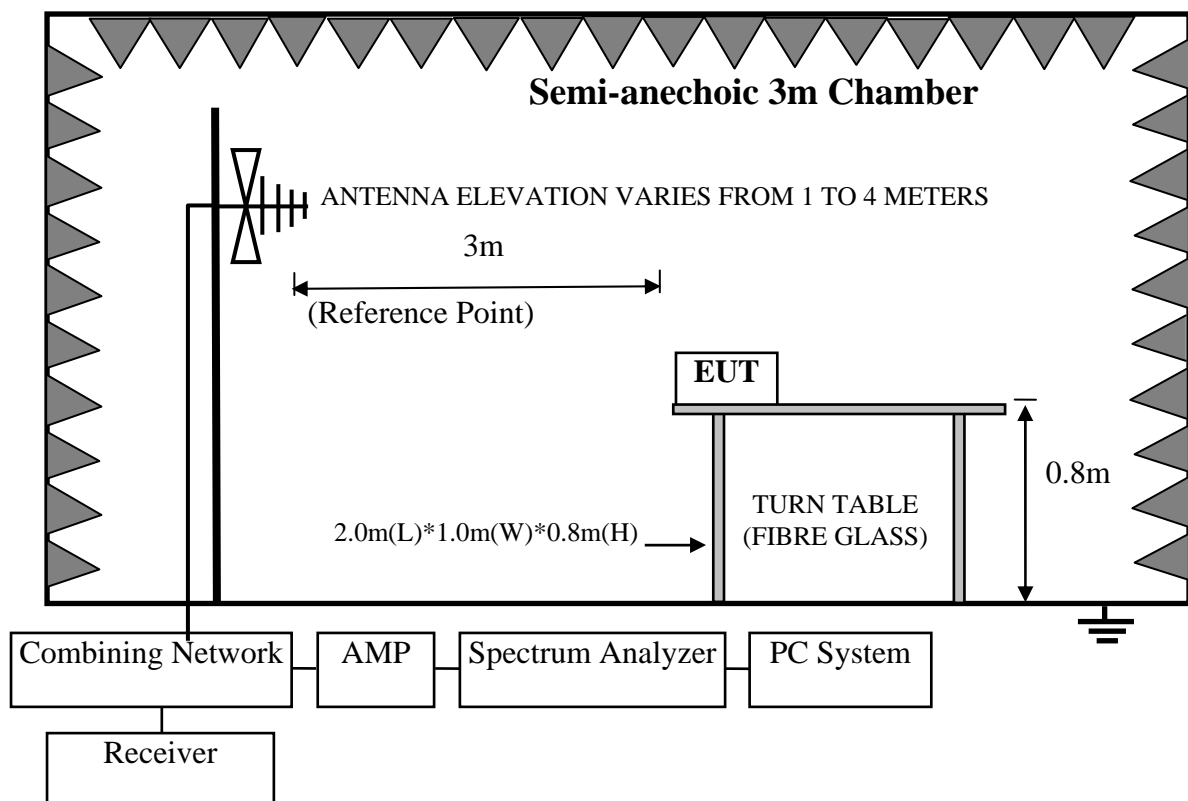 Semi-anechoic 3m Chamber
ANTENNA ELEVATION VARIES FROM 1 TO 4 METERS
3m
(Reference Point)
EUT
0.8m
TURN TABLE
(FIBRE GLASS)
2.0m(L)*1.0m(W)*0.8m(H)
Combining Network
AMP
Spectrum Analyzer
PC System
Receiver